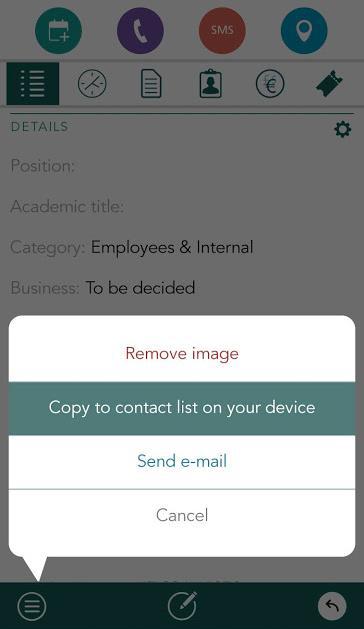 SMS
DETAILS
Position:
Academic title:
Category: Employees & Internal
Business: To be decided
Remove image
Copy to contact list on your device
Send e-mail
Cancel